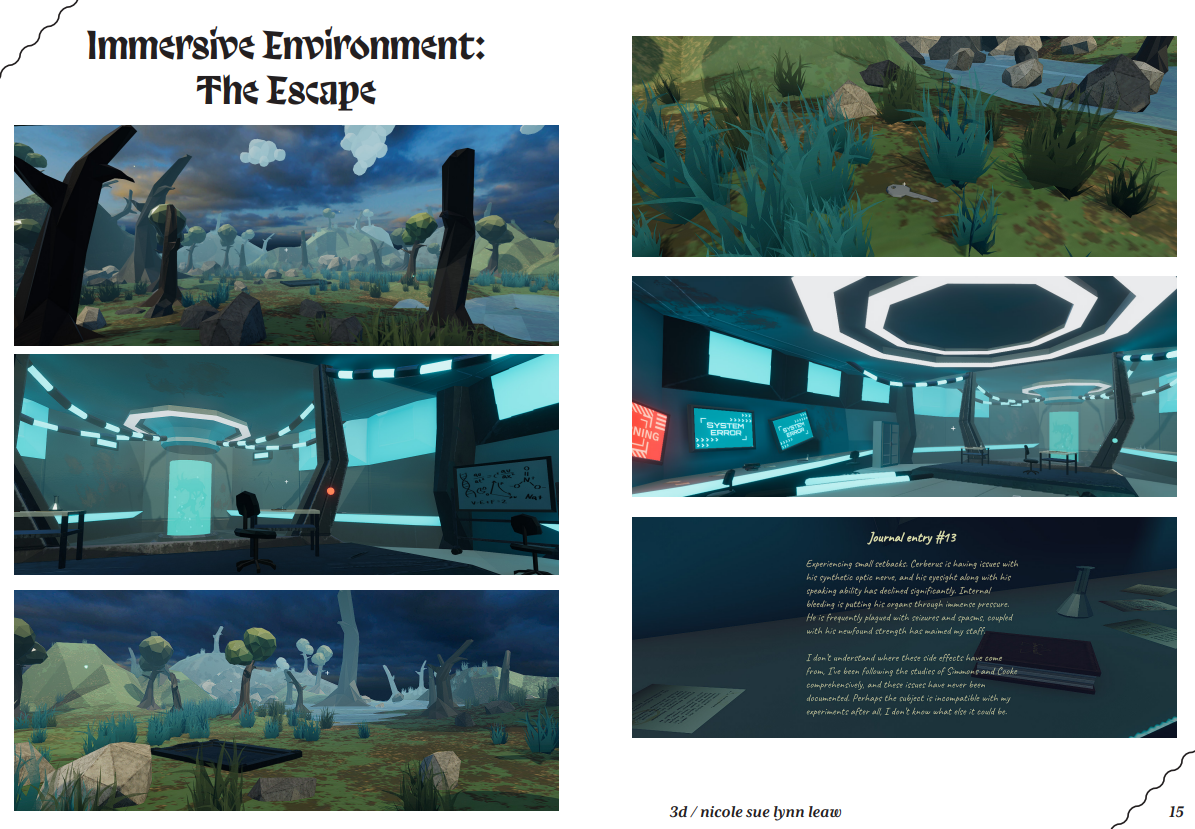 Immersive Environment:
The Escape
NING
SYSTEM
ERROR
SYSTEM
ERROR
Journal entry #13
Experiencing small setbacks. Cerberus is having issues with
his synthetic optic nerve, and his eyesight along with his
speaking ability has declined significantly. Internal
bleeding is putting his organs through immense pressure.
He is frequently plagued with seizures and spasms, coupled
with his newfound strength has maimed my staff.
I don't understand where these side effects have come
from, I've been following the studies of Simmons and Cooke
comprehensively, and these issues have never been
documented. Perhaps the subject is incompatible with my
experiments after all, I don't know what else it could be.
3d / nicole sue lynn leaw
15